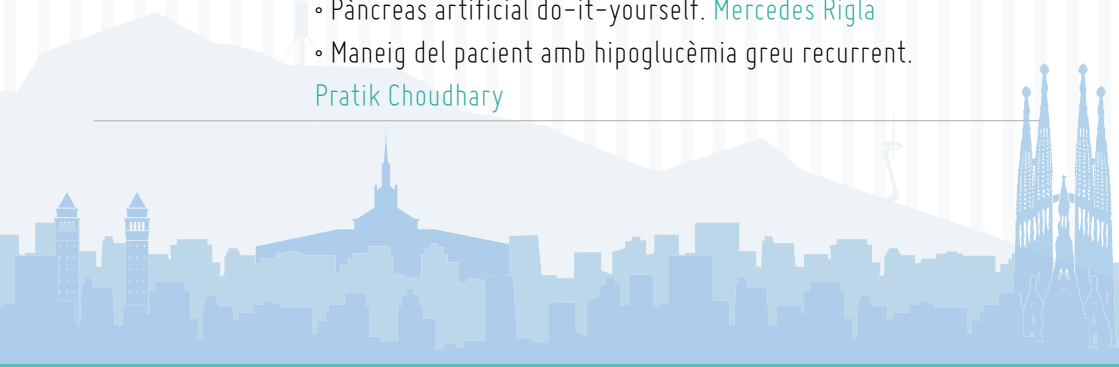 ◦ Pàncreas artificial do-it-yourself. Mercedes Rigla
◦ Maneig del pacient amb hipoglucèmia greu recurrent.
Pratik Choudhary